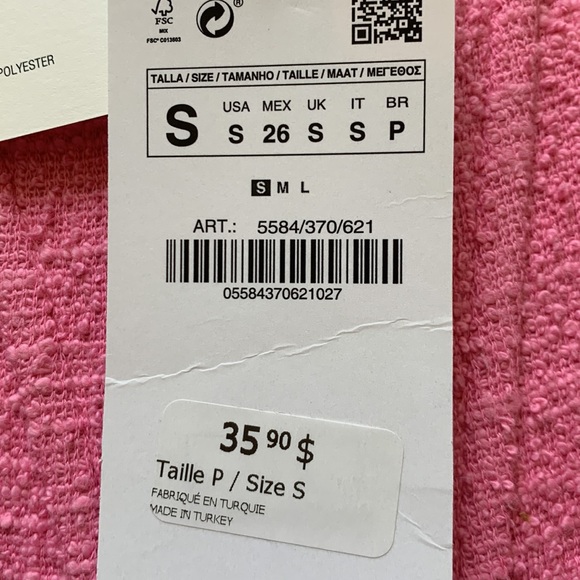 FSC
MIX
FSC® C013603
®
POLYESTER
TALLA / SIZE / TAMANHO / TAILLE / MAAT / ΜΕΓΕΘΟΣ
S
USA MEX UK IT BR
S 26 S S P
S M L
ART.: 5584/370/621
05584370621027
35 90 $
Taille P / Size S
FABRIQUÉ EN TURQUIE
MADE IN TURKEY